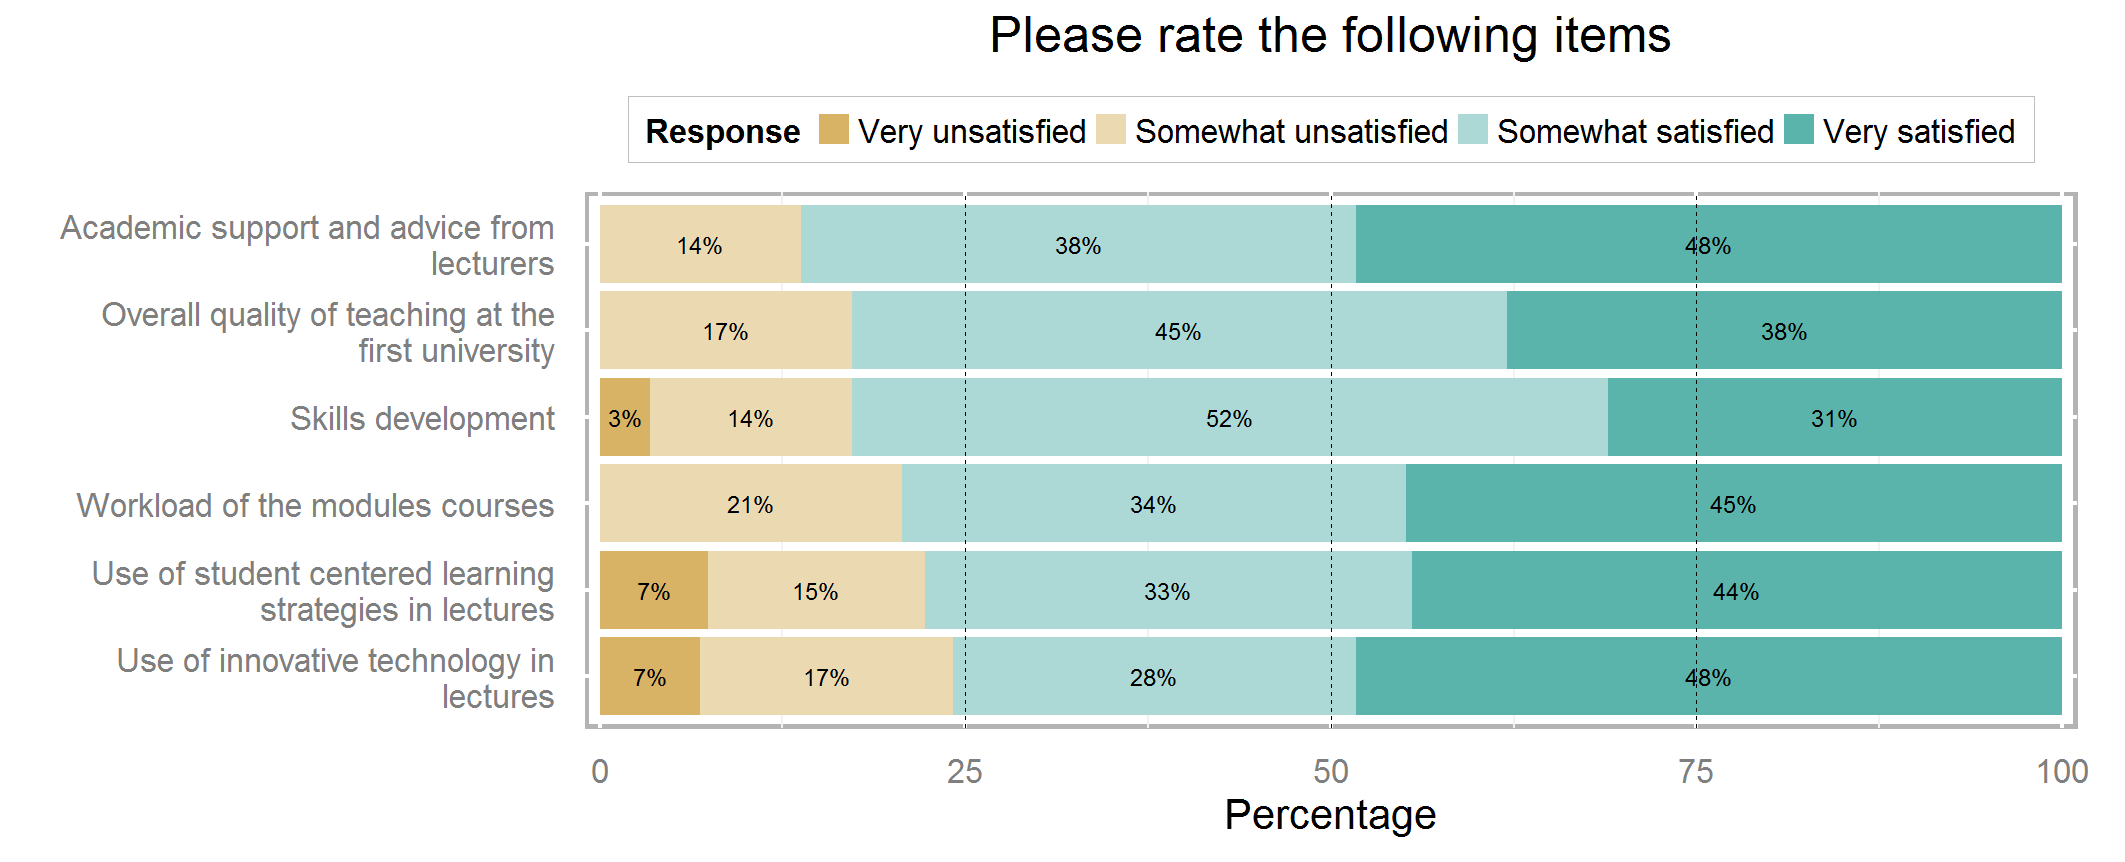 Please rate the following items
Response Very unsatisfied Somewhat unsatisfied Somewhat satisfied Very satisfied
Academic support and advice from
lecturers
14% 38% 48%
Overall quality of teaching at the
first university
17% 45% 38%
Skills development
3% 14% 52% 31%
Workload of the modules courses
21% 34% 45%
Use of student centered learning
strategies in lectures
7% 15% 33% 44%
Use of innovative technology in
lectures
7% 17% 28% 48%
0 25 50 75 100
Percentage